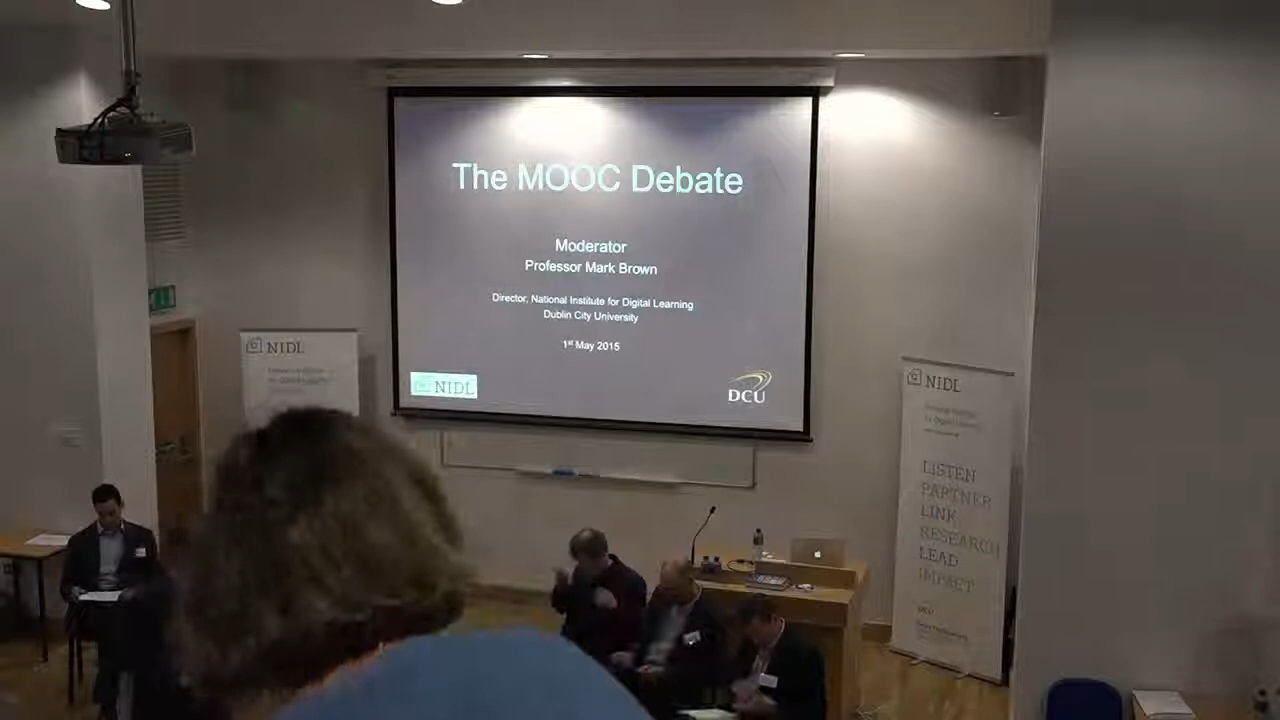 The MOOC Debate
Moderator
Professor Mark Brown
Director, National Institute for Digital Learning
Dublin City University
1st May 2015
NIDL
DCU
NIDL
NIDL
LISTEN
PARTNER
LINK
RESEARCH
LEAD
IMPACT
DCU